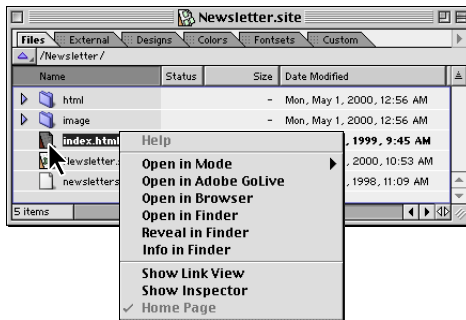 Newsletter.site
Files External Designs Colors Fontsets Custom
/Newsletter/
Name Status Size Date Modified
html - Mon, May 1, 2000, 12:56 AM
image - Mon, May 1, 2000, 12:56 AM
index.html , 1999, 9:45 AM
Newsletter.s , 2000, 10:53 AM
newsletters , 1998, 11:09 AM
5 items
Help
Open in Mode
Open in Adobe GoLive
Open in Browser
Open in Finder
Reveal in Finder
Info in Finder
Show Link View
Show Inspector
Home Page